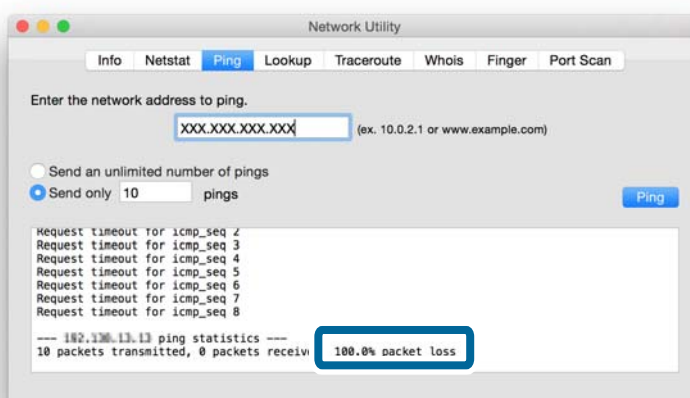 Network Utility
Info Netstat Ping Lookup Traceroute Whois Finger Port Scan
Enter the network address to ping.
XXX.XXX.XXX.XXX (ex. 10.0.2.1 or www.example.com)
Send an unlimited number of pings
Send only 10 pings
Ping
Request timeout for icmp_seq 2
Request timeout for icmp_seq 3
Request timeout for icmp_seq 4
Request timeout for icmp_seq 5
Request timeout for icmp_seq 6
Request timeout for icmp_seq 7
Request timeout for icmp_seq 8
--- ping statistics ---
10 packets transmitted, 0 packets receiv 100.0% packet loss